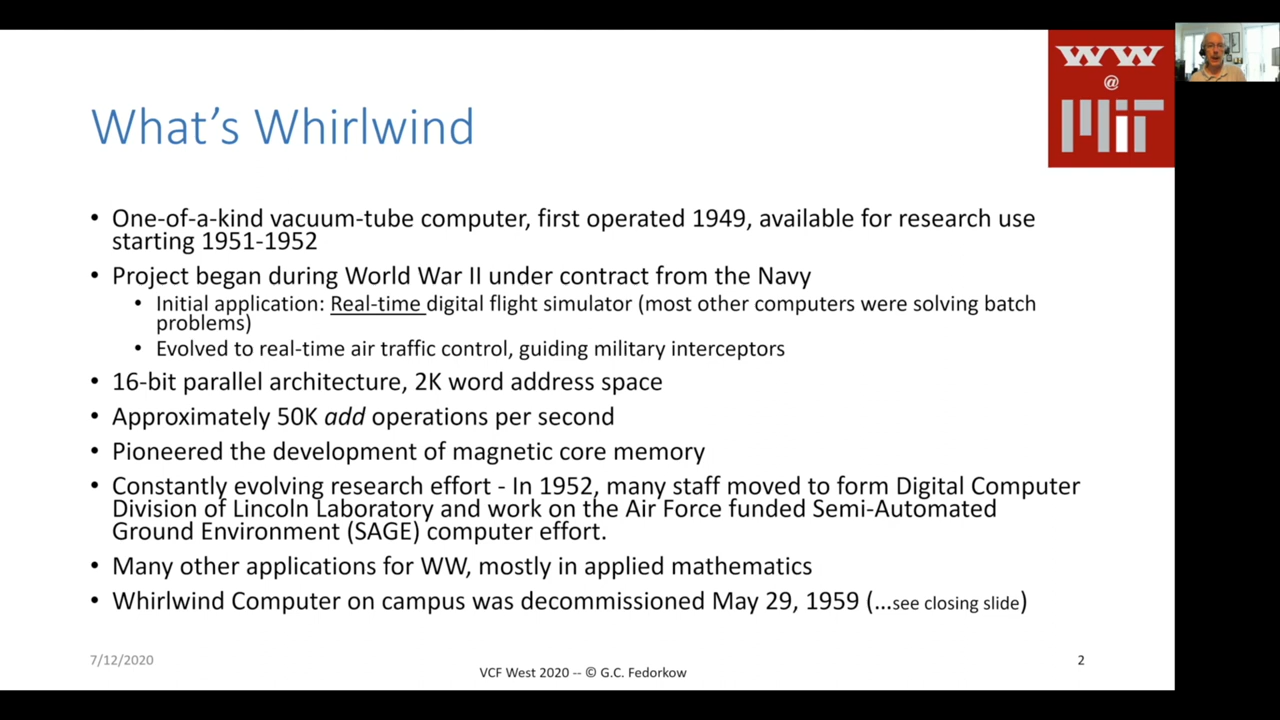 WW
@
MIT
What's Whirlwind
• One-of-a-kind vacuum-tube computer, first operated 1949, available for research use
starting 1951-1952
• Project began during World War II under contract from the Navy
• Initial application: Real-time digital flight simulator (most other computers were solving batch
problems)
• Evolved to real-time air traffic control, guiding military interceptors
• 16-bit parallel architecture, 2K word address space
• Approximately 50K add operations per second
• Pioneered the development of magnetic core memory
• Constantly evolving research effort - In 1952, many staff moved to form Digital Computer
Division of Lincoln Laboratory and work on the Air Force funded Semi-Automated
Ground Environment (SAGE) computer effort.
• Many other applications for WW, mostly in applied mathematics
• Whirlwind Computer on campus was decommissioned May 29, 1959 (...see closing slide)
7/12/2020
VCF West 2020 -- © G.C. Fedorkow
2